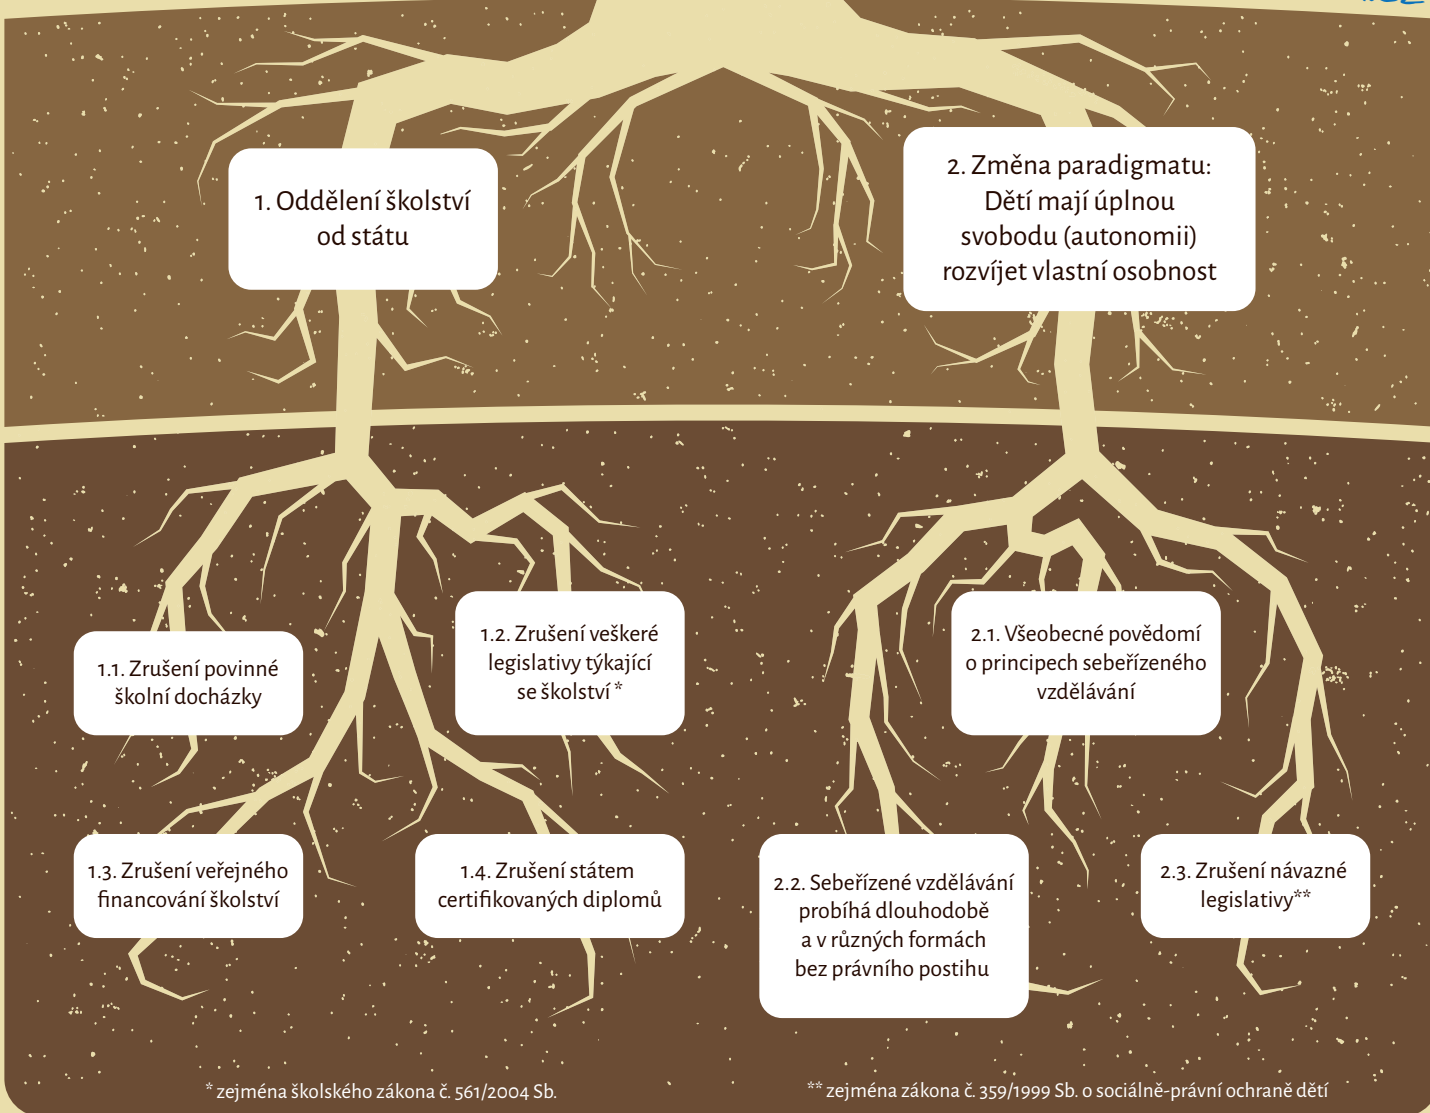 1. Oddělení školství
od státu
2. Změna paradigmatu:
Dětí mají úplnou
svobodu (autonomii)
rozvíjet vlastní osobnost
1.1. Zrušení povinné
školní docházky
1.2. Zrušení veškeré
legislativy týkající
se školství *
2.1. Všeobecné povědomí
o principech sebeřízeného
vzdělávání
1.3. Zrušení veřejného
financování školství
1.4. Zrušení státem
certifikovaných diplomů
2.2. Sebeřízené vzdělávání
probíhá dlouhodobě
a v různých formách
bez právního postihu
2.3. Zrušení návazné
legislativy**
* zejména školského zákona č. 561/2004 Sb.
** zejména zákona č. 359/1999 Sb. o sociálně-právní ochraně dětí